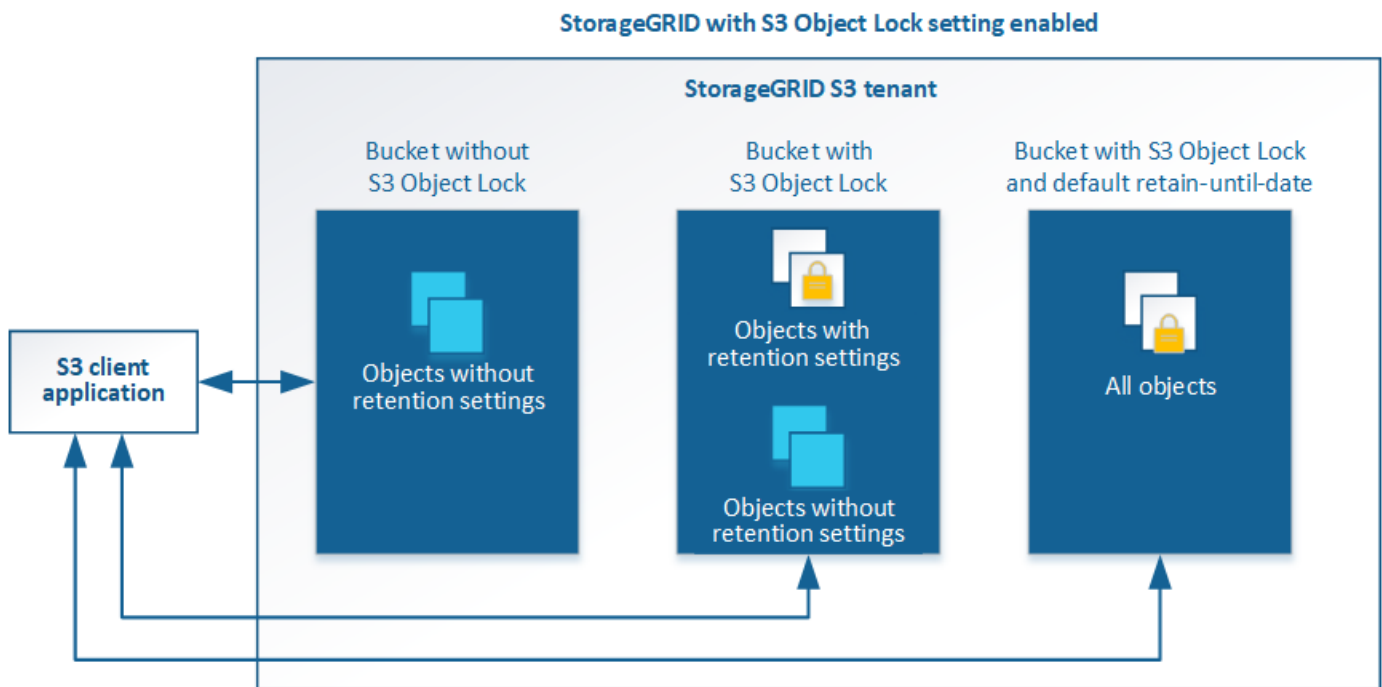 StorageGRID with S3 Object Lock setting enabled
StorageGRID S3 tenant
Bucket without
S3 Object Lock
Bucket with
S3 Object Lock
Bucket with S3 Object Lock
and default retain-until-date
S3 client
application
Objects without
retention settings
Objects with
retention settings
Objects without
retention settings
All objects